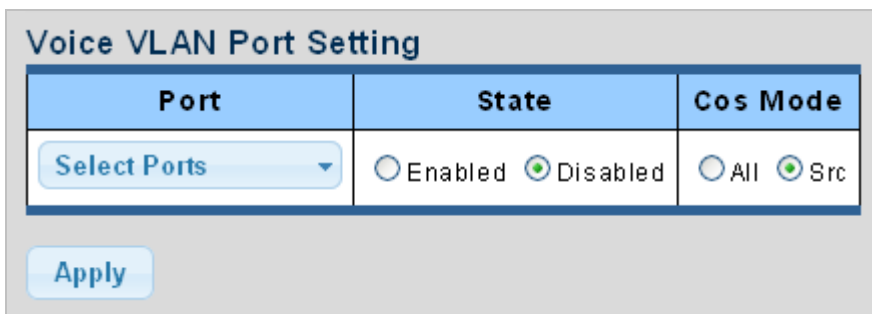 Voice VLAN Port Setting
Port State Cos Mode
Select Ports Enabled Disabled All Src
Apply